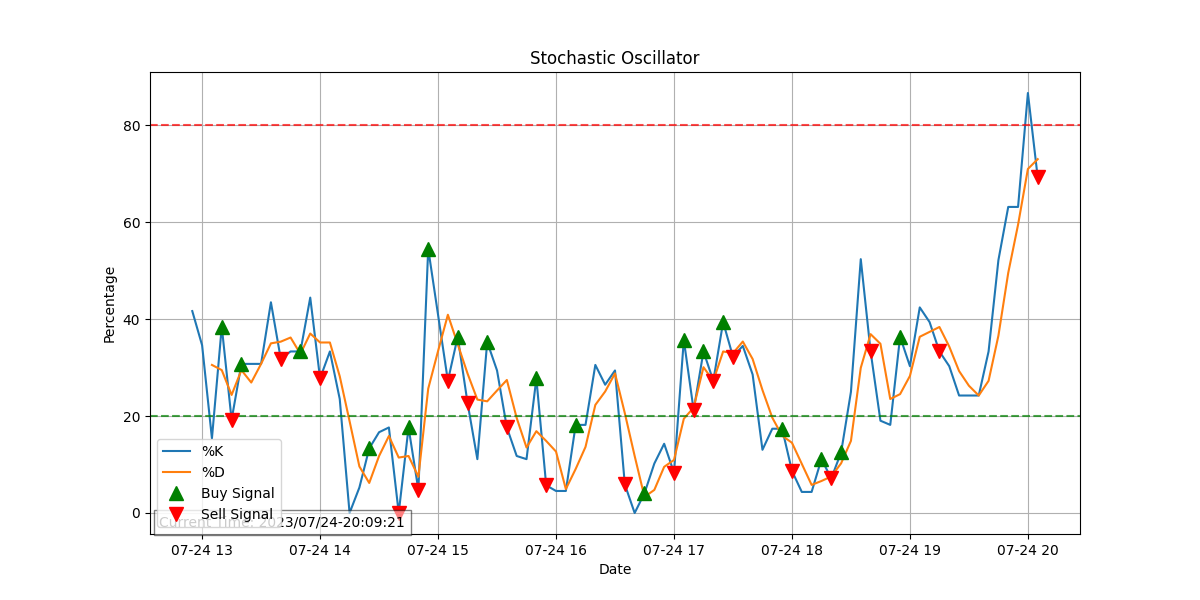 Stochastic Oscillator
Percentage
80
60
40
20
0
%K
%D
Buy Signal
Sell Signal
Current Time: 2023/07/24-20:09:21
07-24 13
07-24 14
07-24 15
07-24 16
07-24 17
07-24 18
07-24 19
07-24 20
Date